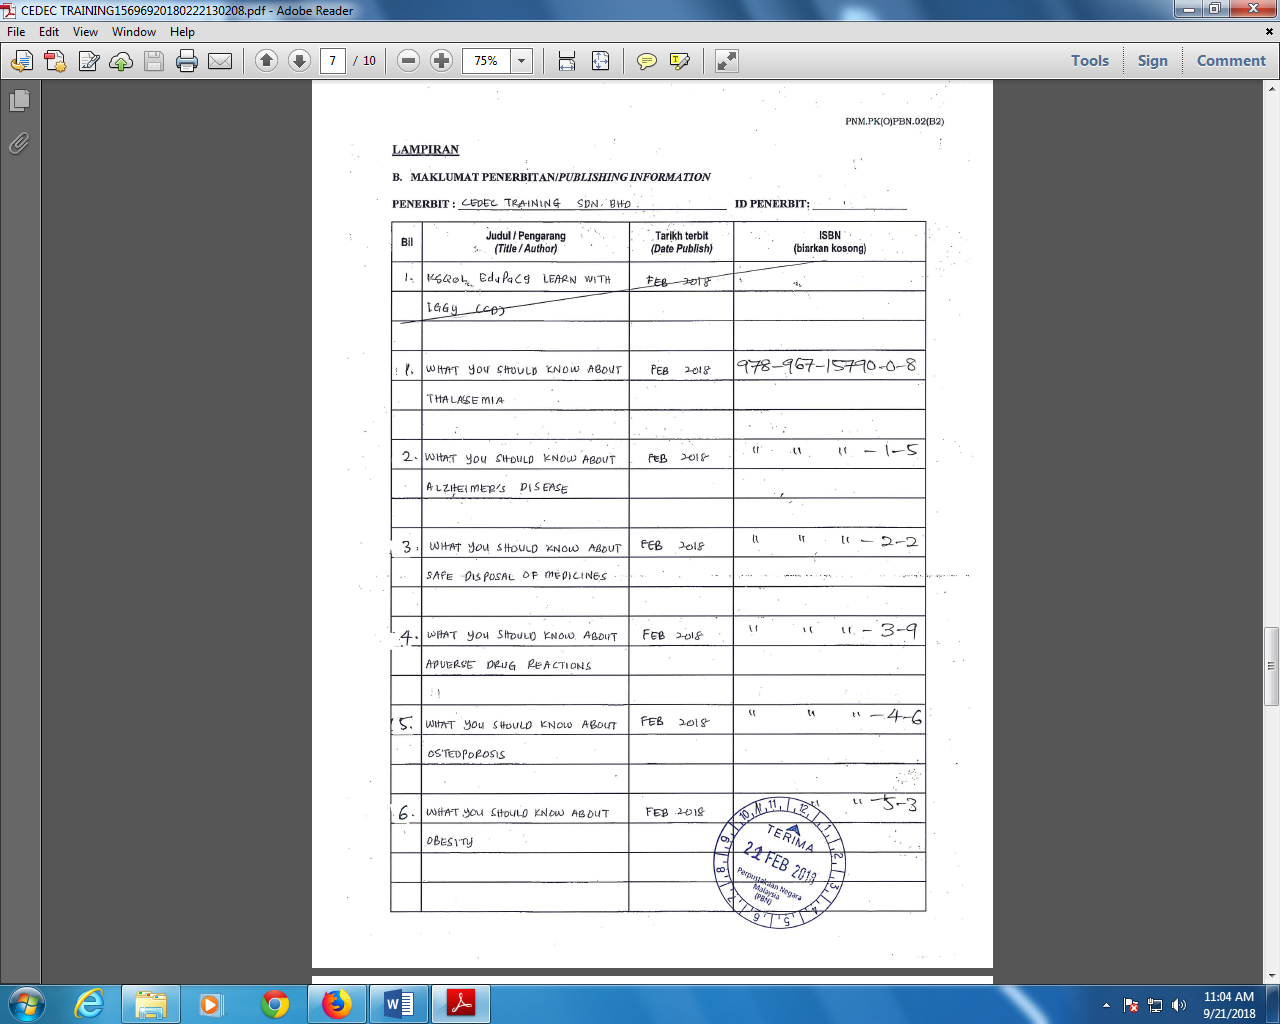 CEDEC TRAINING15696920180222130208.pdf - Adobe Reader
File Edit View Window Help
7 / 10 75% Tools Sign Comment
PNM.PK(O)PBN.02(B2)
LAMPIRAN
B. MAKLUMAT PENERBITAN/PUBLISHING INFORMATION
PENERBIT : CEDEC TRAINING SDN. BHD. ID PENERBIT:
Bil Judul / Pengarang (Title / Author) Tarikh terbit (Date Publish) ISBN (biarkan kosong)
1. LEARN WITH FEB 2018
IGGY (CD)
1. WHAT YOU SHOULD KNOW ABOUT FEB 2018 978-967-15790-0-8
THALASSEMIA
2. WHAT YOU SHOULD KNOW ABOUT FEB 2018 " " " -1-5
ALZHEIMER'S DISEASE
3. WHAT YOU SHOULD KNOW ABOUT FEB 2018 " " " -2-2
SAFE DISPOSAL OF MEDICINES
4. WHAT YOU SHOULD KNOW ABOUT FEB 2018 " " " -3-9
ADVERSE DRUG REACTIONS
5. WHAT YOU SHOULD KNOW ABOUT FEB 2018 " " " -4-6
OSTEOPOROSIS
6. WHAT YOU SHOULD KNOW ABOUT FEB 2018 " " -5-3
OBESITY
TERIMA
FEB 2018
Perpustakaan Negara
Malaysia
(PBN)
11:04 AM
9/21/2018